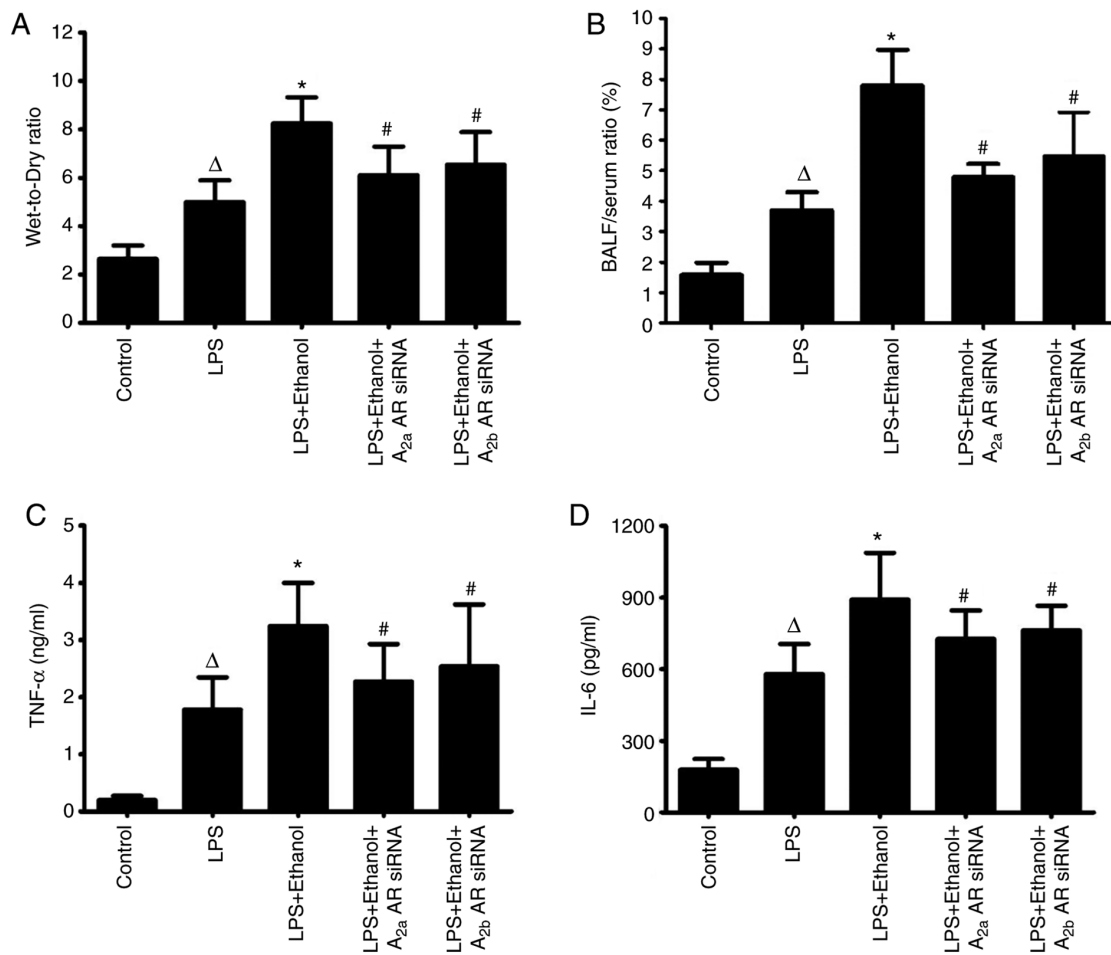 A
Wet-to-Dry ratio
12
10
8
6
4
2
0
Δ
*
#
#
Control
LPS
LPS+Ethanol
LPS+Ethanol+
A2a AR siRNA
LPS+Ethanol+
A2b AR siRNA
B
BALF/serum ratio (%)
10
9
8
7
6
5
4
3
2
1
0
Δ
*
#
#
Control
LPS
LPS+Ethanol
LPS+Ethanol+
A2a AR siRNA
LPS+Ethanol+
A2b AR siRNA
C
TNF-α (ng/ml)
5
4
3
2
1
0
Δ
*
#
#
Control
LPS
LPS+Ethanol
LPS+Ethanol+
A2a AR siRNA
LPS+Ethanol+
A2b AR siRNA
D
IL-6 (pg/ml)
1200
900
600
300
0
Δ
*
#
#
Control
LPS
LPS+Ethanol
LPS+Ethanol+
A2a AR siRNA
LPS+Ethanol+
A2b AR siRNA